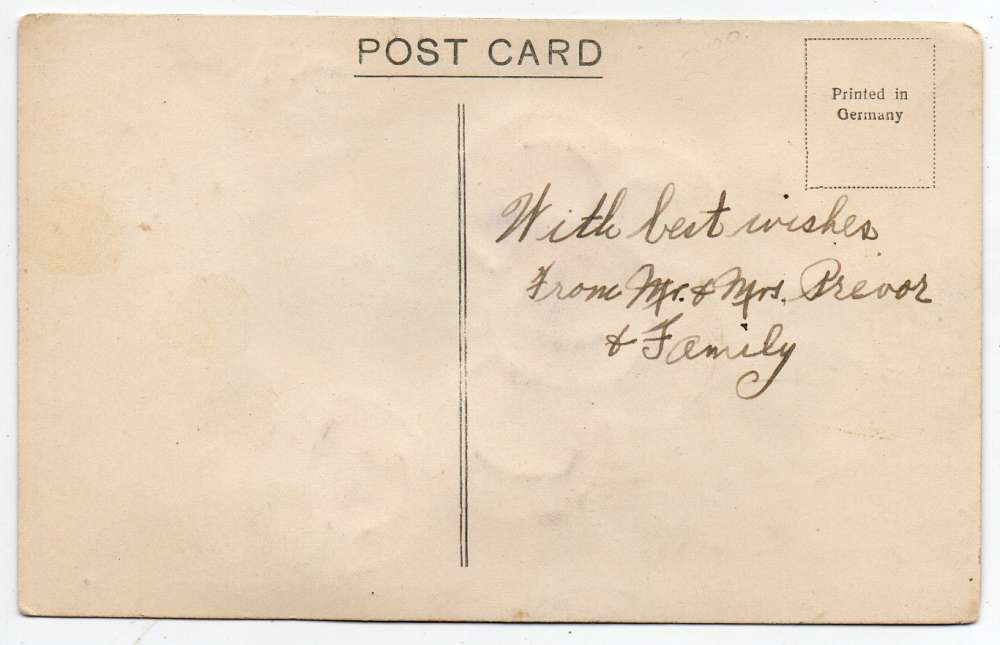 POST CARD
Printed in
Germany
With best wishes
From Mr. & Mrs. Prevor
& Family